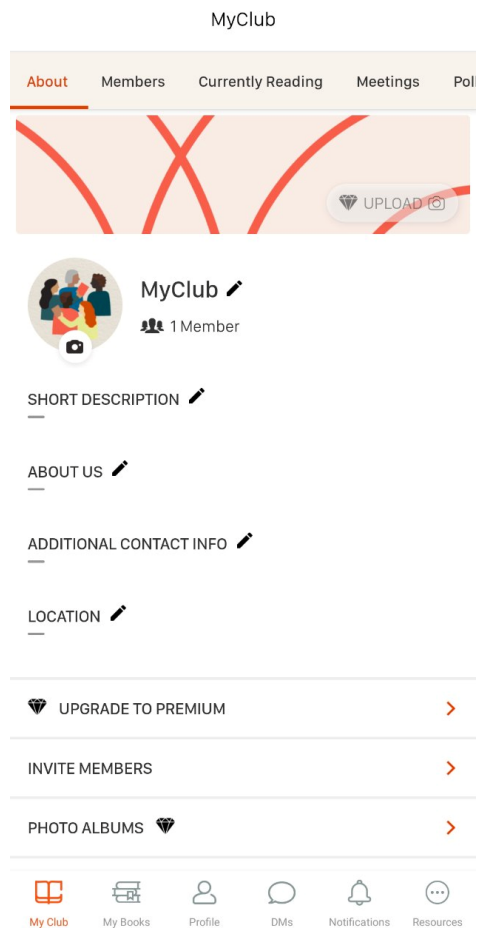 MyClub
About Members Currently Reading Meetings Pol
UPLOAD
MyClub
1 Member
SHORT DESCRIPTION
—
ABOUT US
—
ADDITIONAL CONTACT INFO
—
LOCATION
—
UPGRADE TO PREMIUM
INVITE MEMBERS
PHOTO ALBUMS
My Club My Books Profile DMs Notifications Resources